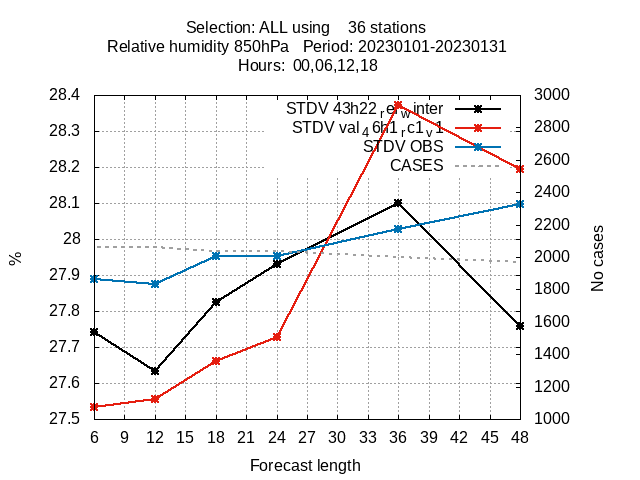 Selection: ALL using 36 stations
Relative humidity 850hPa Period: 20230101-20230131
Hours: 00,06,12,18
28.4
28.3
28.2
28.1
28
27.9
27.8
27.7
27.6
27.5
%
STDV 43h22_ref_winter
STDV val_46h1_rc1_v1
STDV OBS
CASES
3000
2800
2600
2400
2200
2000
1800
1600
1400
1200
1000
No cases
6 9 12 15 18 21 24 27 30 33 36 39 42 45 48
Forecast length